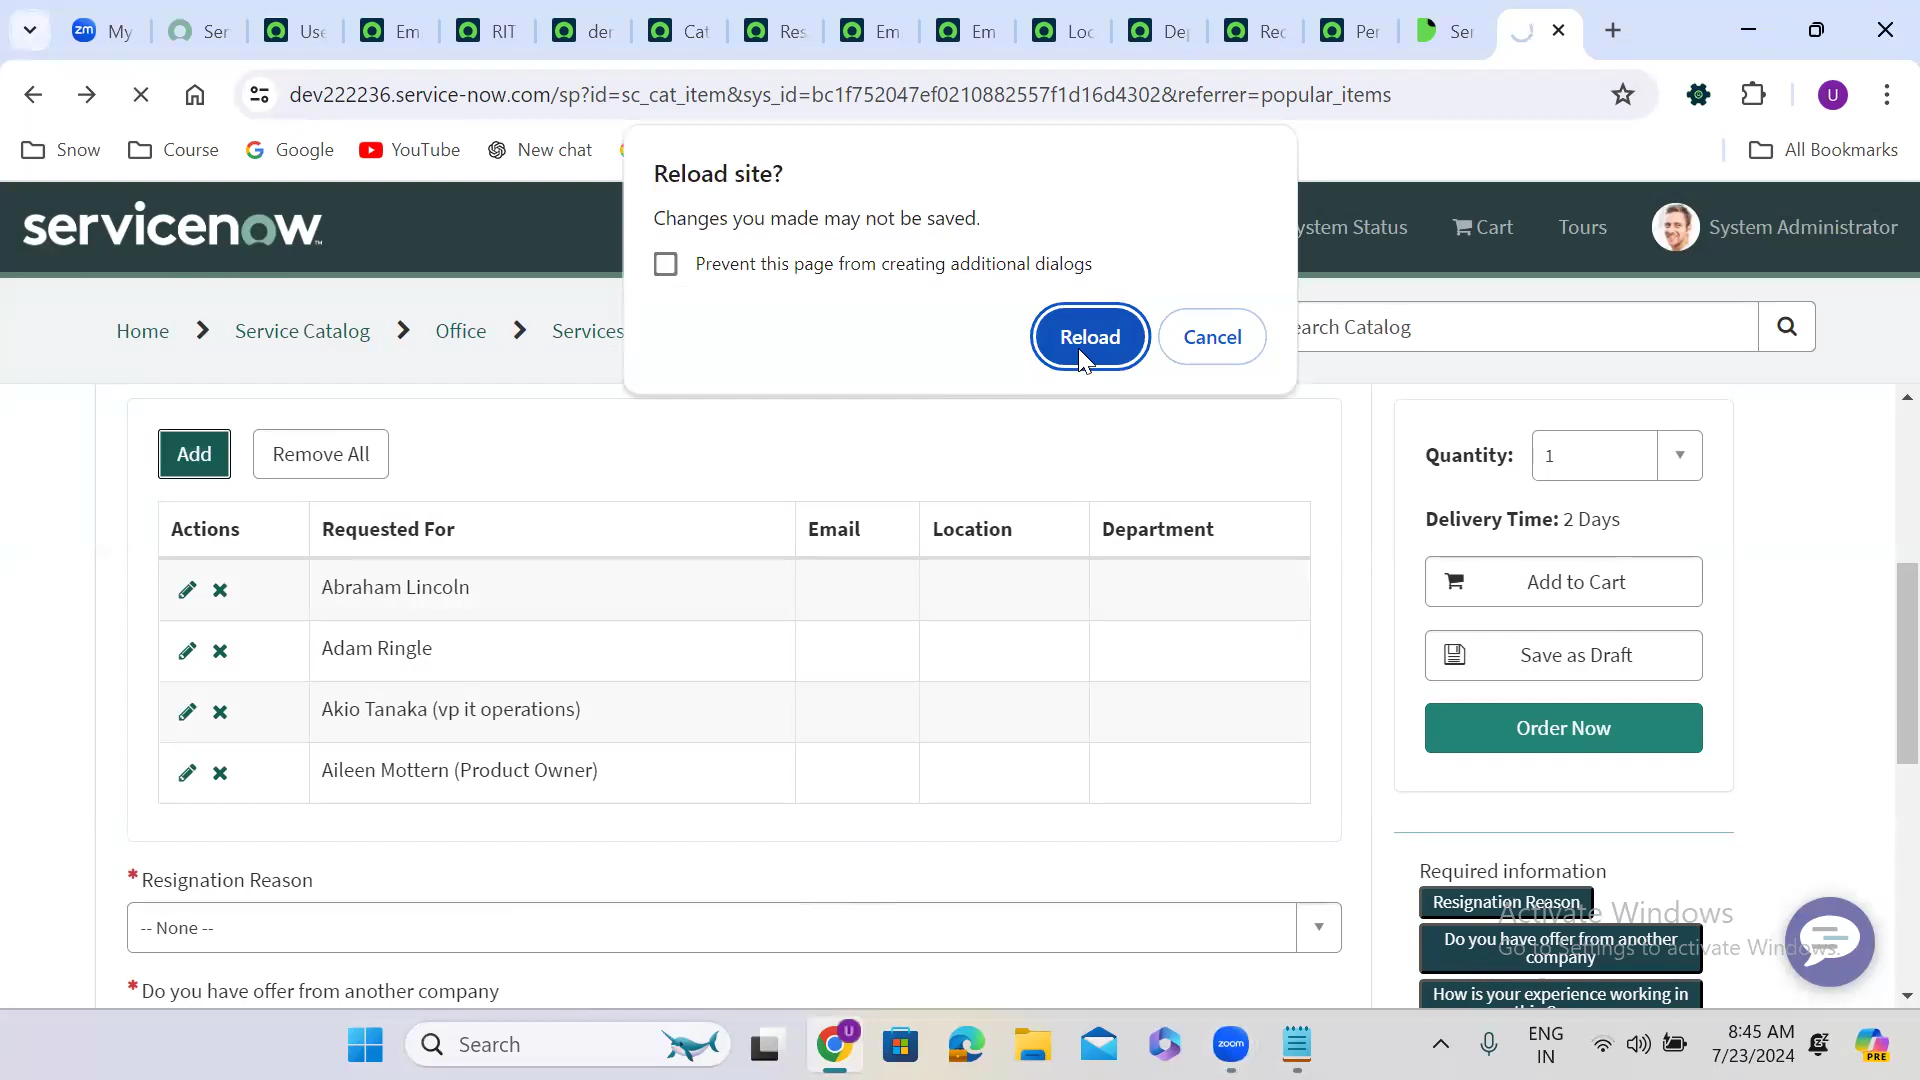 zm My
Ser
Use
Em
RIT
der
Cat
Res
Em
Em
Loc
De
Rec
Per
Ser
dev222236.service-now.com/sp?id=sc_cat_item&sys_id=bc1f752047ef0210882557f1d16d4302&referrer=popular_items
U
Snow
Course
Google
YouTube
New chat
All Bookmarks
Reload site?
Changes you made may not be saved.
Prevent this page from creating additional dialogs
Reload
Cancel
servicenow
ystem Status
Cart
Tours
System Administrator
Home
Service Catalog
Office
Services
earch Catalog
Add
Remove All
Actions Requested For Email Location Department
Abraham Lincoln
Adam Ringle
Akio Tanaka (vp it operations)
Aileen Mottern (Product Owner)
* Resignation Reason
-- None --
* Do you have offer from another company
Quantity: 1
Delivery Time: 2 Days
Add to Cart
Save as Draft
Order Now
Required information
Resignation Reason
Do you have offer from another
company
How is your experience working in
Activate Windows
Go to Settings to activate Windows.
Search
U
zoom
ENG
IN
8:45 AM
7/23/2024
PRE